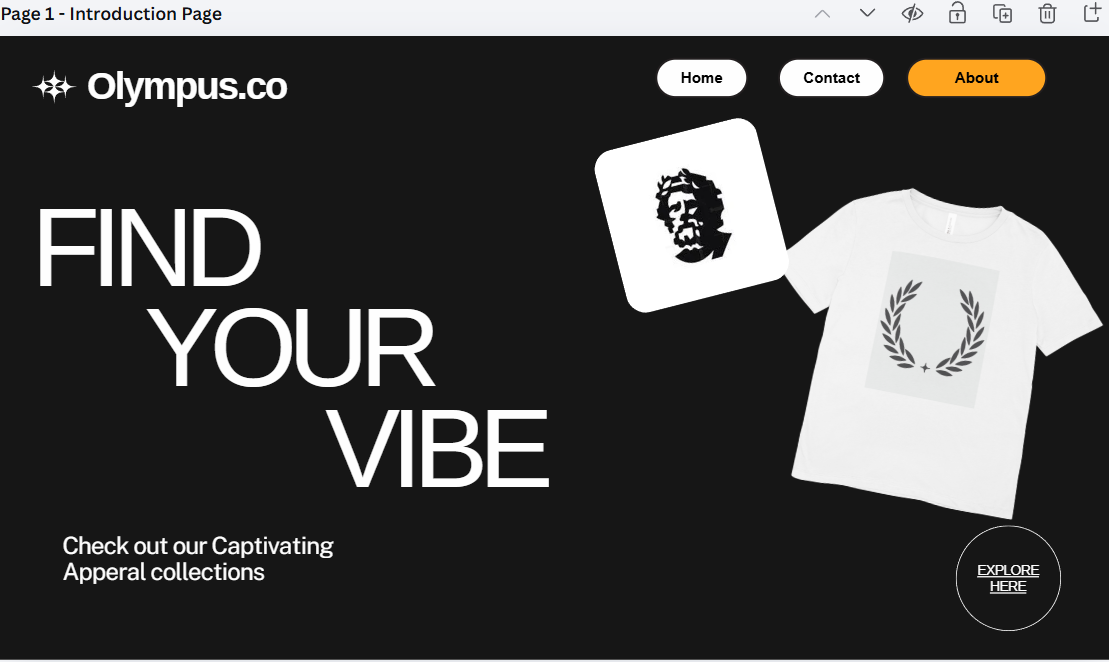 Page 1 - Introduction Page
Olympus.co
Home
Contact
About
FIND
YOUR
VIBE
Check out our Captivating
Apperal collections
EXPLORE
HERE